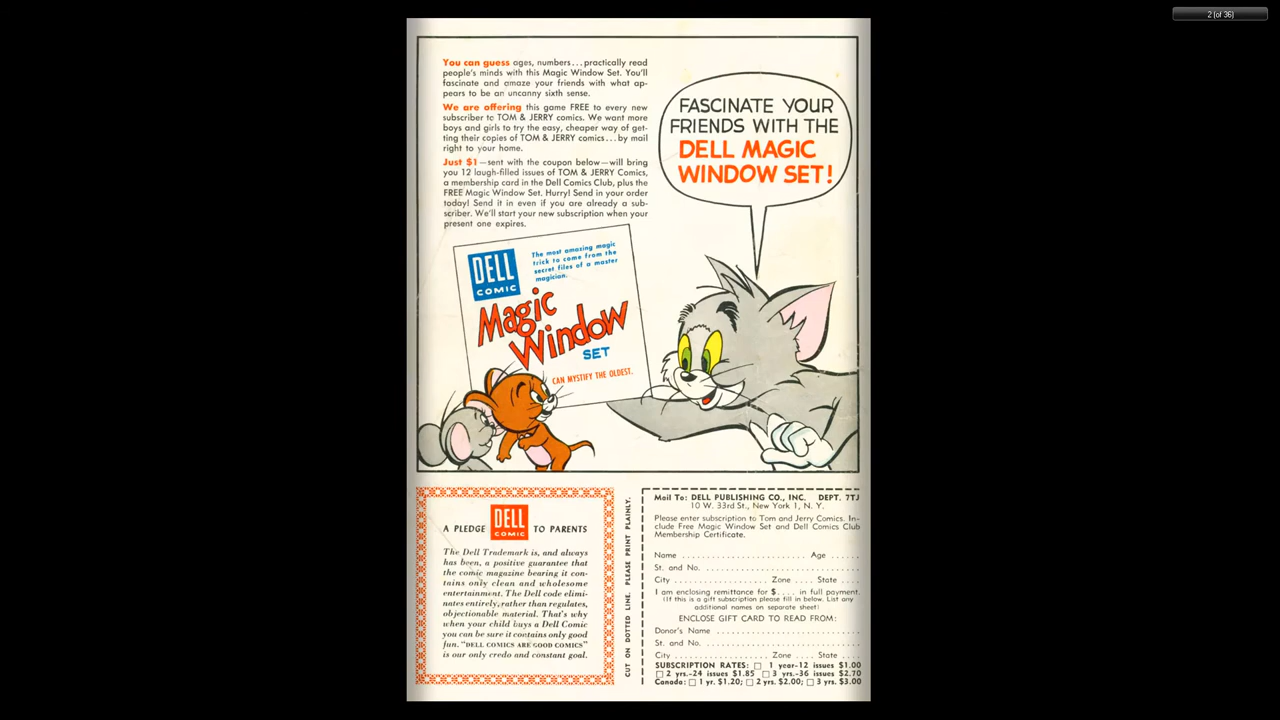 2 (of 36)
You can guess ages, numbers...practically read
people's minds with this Magic Window Set. You'll
fascinate and amaze your friends with what ap-
pears to be an uncanny sixth sense.
We are offering this game FREE to every new
subscriber to TOM & JERRY comics. We want more
boys and girls to try the easy, cheaper way of get-
ting their copies of TOM & JERRY comics...by mail
right to your home.
Just $1—sent with the coupon below—will bring
you 12 laugh-filled issues of TOM & JERRY Comics,
a membership card in the Dell Comics Club, plus the
FREE Magic Window Set. Hurry! Send in your order
today! Send it in even if you are already a sub-
scriber. We'll start your new subscription when your
present one expires.
FASCINATE YOUR
FRIENDS WITH THE
DELL MAGIC
WINDOW SET!
DELL
COMIC
The most amazing magic
trick to come from the
secret files of a master
magician.
Magic
Window
SET
CAN MYSTIFY THE OLDEST.
A PLEDGE DELL COMIC TO PARENTS
The Dell Trademark is, and always
has been, a positive guarantee that
the comic magazine bearing it con-
tains only clean and wholesome
entertainment. The Dell code elimi-
nates entirely, rather than regulates,
objectionable material. That's why
when your child buys a Dell Comic
you can be sure it contains only good
fun. "DELL COMICS ARE GOOD COMICS"
is our only credo and constant goal.
CUT ON DOTTED LINE. PLEASE PRINT PLAINLY.
Mail To: DELL PUBLISHING CO., INC. DEPT. 7TJ
10 W. 33rd St., New York 1, N. Y.
Please enter subscription to Tom and Jerry Comics. In-
clude Free Magic Window Set and Dell Comics Club
Membership Certificate.
Name ............................ Age ......
St. and No. ....................................
City ...................... Zone .... State .....
I am enclosing remittance for $.... in full payment.
(If this is a gift subscription please fill in below. List any
additional names on separate sheet)
ENCLOSE GIFT CARD TO READ FROM:
Donor's Name ..................................
St. and No. ....................................
City ...................... Zone .... State .....
SUBSCRIPTION RATES: □ 1 year-12 issues $1.00
□ 2 yrs.-24 issues $1.85 □ 3 yrs.-36 issues $2.70
Canada: □ 1 yr. $1.20; □ 2 yrs. $2.00; □ 3 yrs. $3.00